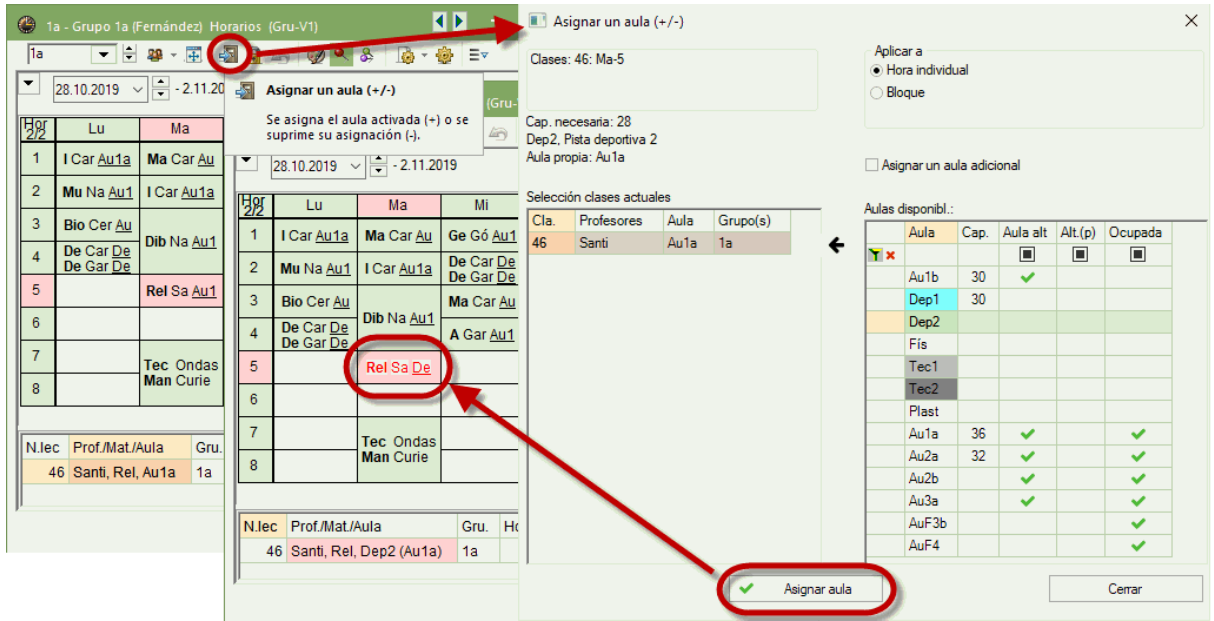 1a - Grupo 1a (Fernández) Horarios (Gru-V1)
1a
28.10.2019 - 2.11.20
Asignar un aula (+/-)
Se asigna el aula activada (+) o se
suprime su asignación (-).
Hor 2/2 Lu Ma
1 I Car Au1a Ma Car Au
2 Mu Na Au1 I Car Au1a
3 Bio Cer Au
Dib Na Au1
4 De Car De
De Gar De
5 Rel Sa Au1
6
7 Tec Ondas
8 Man Curie
N.lec Prof./Mat./Aula Gru.
46 Santi, Rel, Au1a 1a
(Gru-
28.10.2019 - 2.11.2019
Hor 2/2 Lu Ma Mi
1 I Car Au1a Ma Car Au Ge Gó Au1
2 Mu Na Au1 I Car Au1a De Car De
De Gar De
3 Bio Cer Au Ma Car Au
Dib Na Au1
4 De Car De A Gar Au1
De Gar De
5 Rel Sa De
6
7 Tec Ondas
8 Man Curie
N.lec Prof./Mat./Aula Gru. Ho
46 Santi, Rel, Dep2 (Au1a) 1a
Asignar un aula (+/-)
Clases: 46: Ma-5
Cap. necesaria: 28
Dep2, Pista deportiva 2
Aula propia: Au1a
Aplicar a
Hora individual
Bloque
Asignar un aula adicional
Selección clases actuales
Cla. Profesores Aula Grupo(s)
46 Santi Au1a 1a
Aulas disponibl.:
Aula Cap. Aula alt Alt.(p) Ocupada
Au1b 30
Dep1 30
Dep2
Fís
Tec1
Tec2
Plast
Au1a 36
Au2a 32
Au2b
Au3a
AuF3b
AuF4
Asignar aula
Cerrar